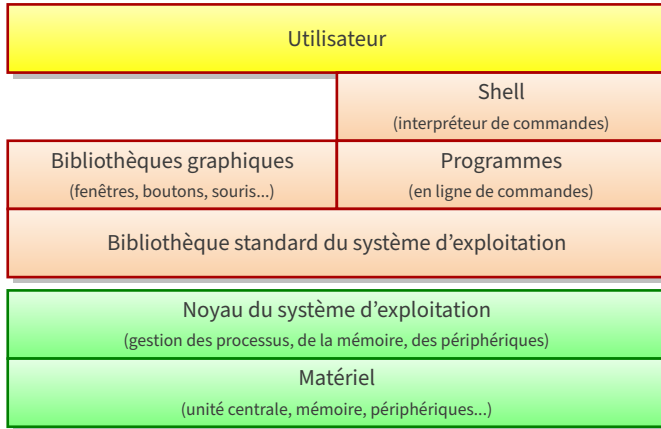 Utilisateur
Shell
(interpréteur de commandes)
Bibliothèques graphiques
(fenêtres, boutons, souris...)
Programmes
(en ligne de commandes)
Bibliothèque standard du système d'exploitation
Noyau du système d'exploitation
(gestion des processus, de la mémoire, des périphériques)
Matériel
(unité centrale, mémoire, périphériques...)